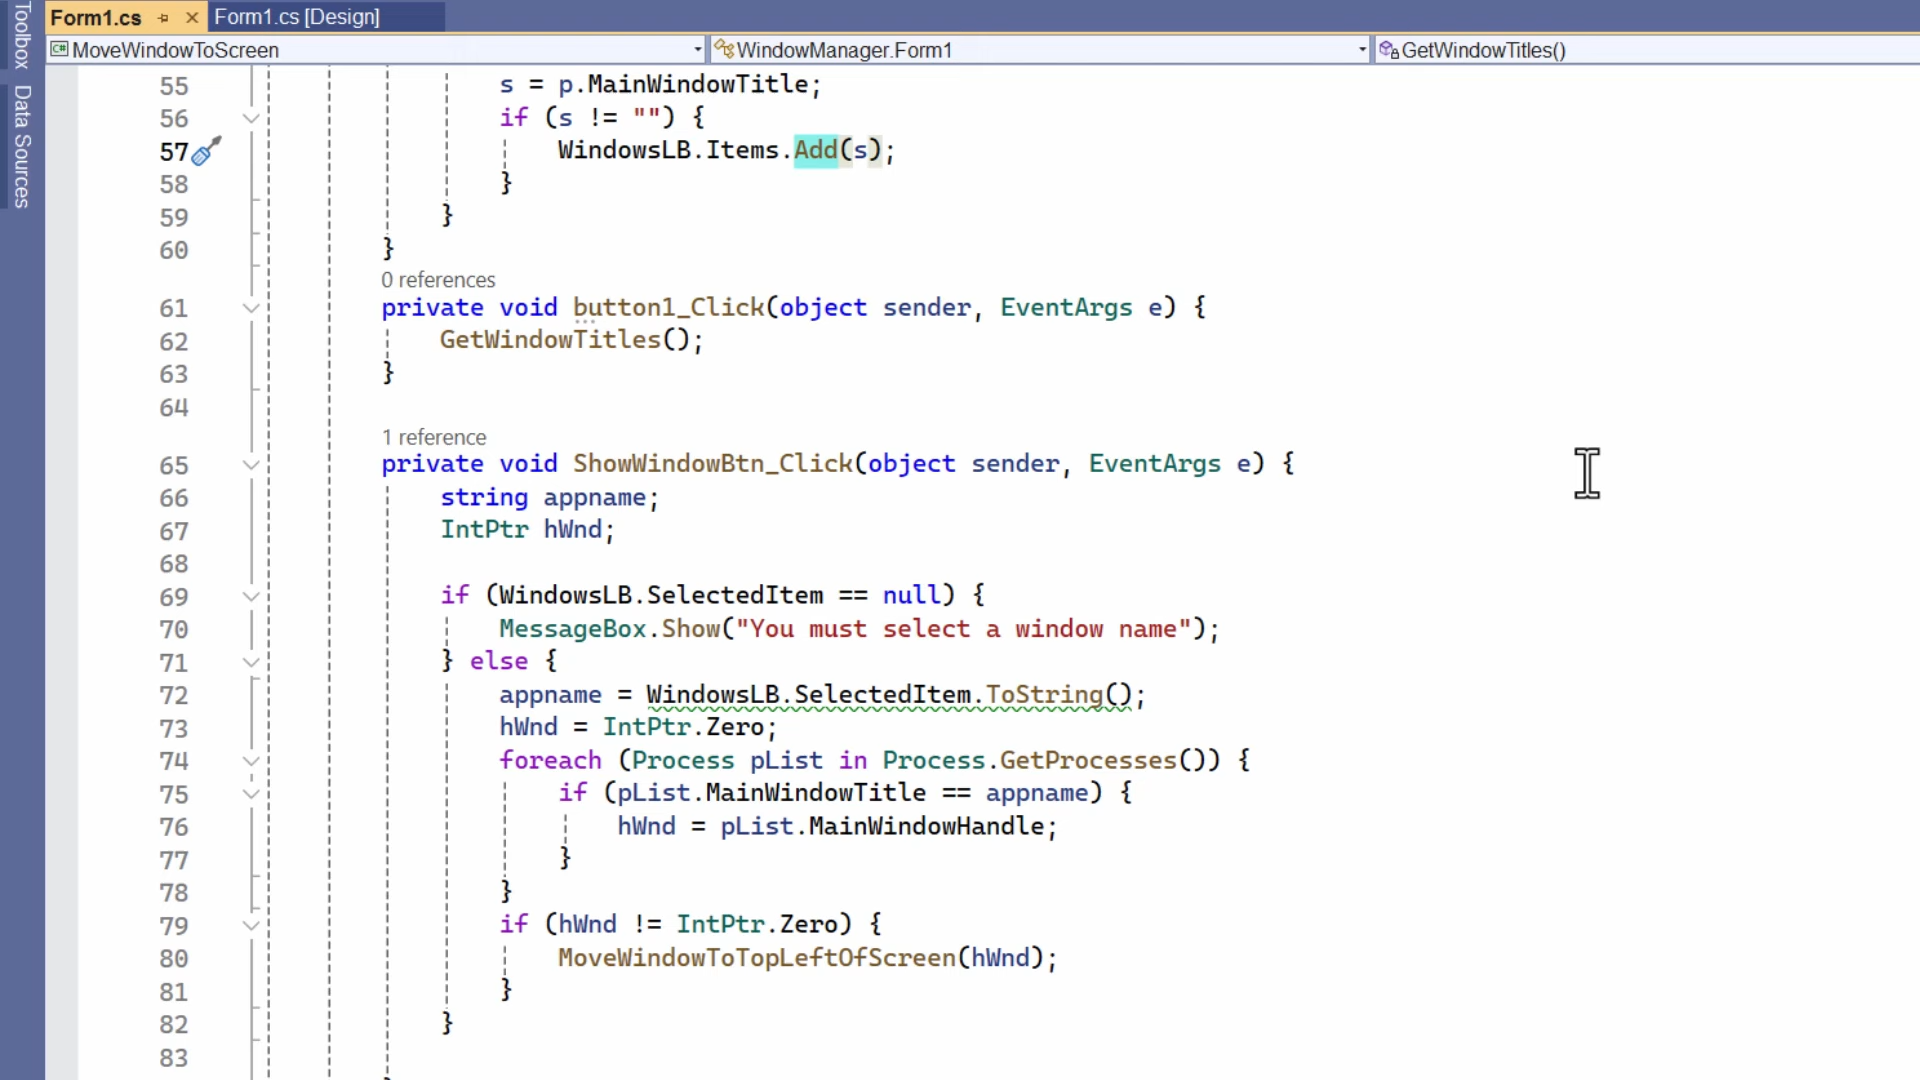 Toolbox
Data Sources
Form1.cs
Form1.cs [Design]
C# MoveWindowToScreen
WindowManager.Form1
GetWindowTitles()
55 s = p.MainWindowTitle;
56 if (s != "") {
57 WindowsLB.Items.Add(s);
58 }
59 }
60 }
0 references
61 private void button1_Click(object sender, EventArgs e) {
62 GetWindowTitles();
63 }
64
1 reference
65 private void ShowWindowBtn_Click(object sender, EventArgs e) {
66 string appname;
67 IntPtr hWnd;
68
69 if (WindowsLB.SelectedItem == null) {
70 MessageBox.Show("You must select a window name");
71 } else {
72 appname = WindowsLB.SelectedItem.ToString();
73 hWnd = IntPtr.Zero;
74 foreach (Process pList in Process.GetProcesses()) {
75 if (pList.MainWindowTitle == appname) {
76 hWnd = pList.MainWindowHandle;
77 }
78 }
79 if (hWnd != IntPtr.Zero) {
80 MoveWindowToTopLeftOfScreen(hWnd);
81 }
82 }
83